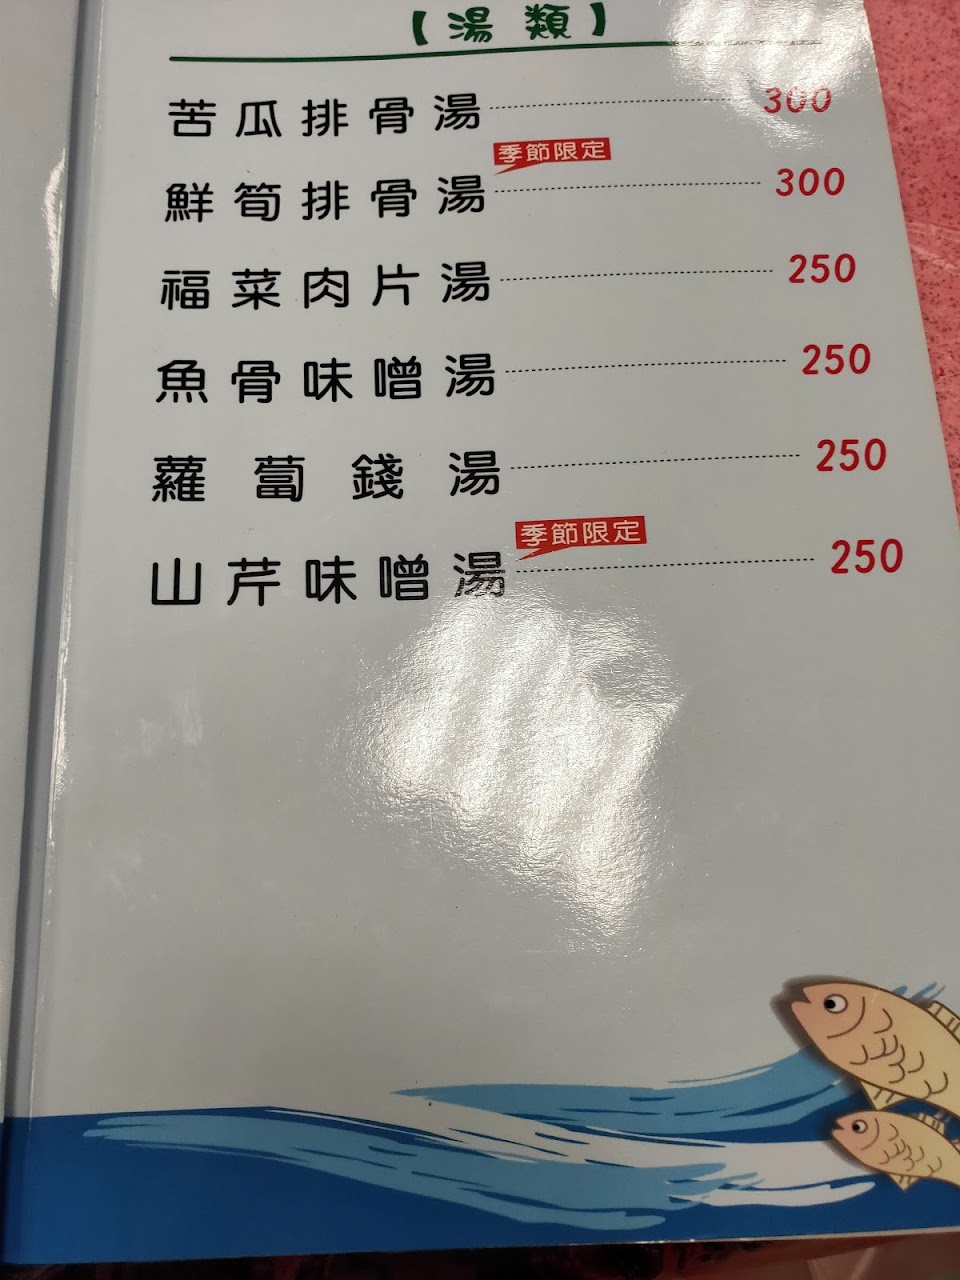 【湯類】
苦瓜排骨湯 300
季節限定
鮮筍排骨湯 300
福菜肉片湯 250
魚骨味噌湯 250
蘿蔔錢湯 250
季節限定
山芹味噌湯 250